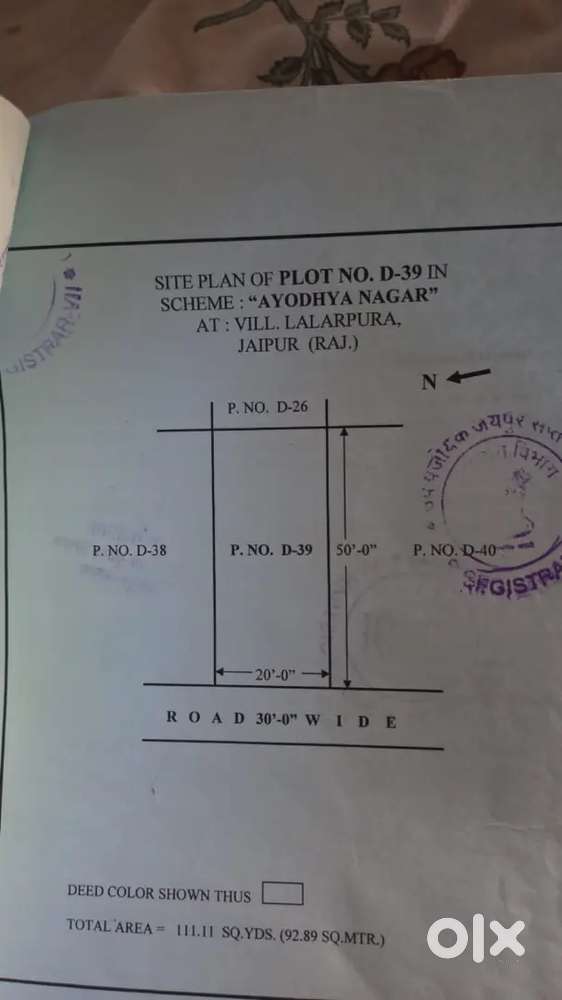 SITE PLAN OF PLOT NO. D-39 IN
SCHEME : “AYODHYA NAGAR”
AT : VILL. LALARPURA,
JAIPUR (RAJ.)
N
P. NO. D-26
P. NO. D-38
P. NO. D-39
50’-0”
P. NO. D-40
20’-0”
ROAD 30’-0” WIDE
जयपुर
विभाग
DEED COLOR SHOWN THUS
TOTAL AREA = 111.11 SQ.YDS. (92.89 SQ.MTR.)
olx